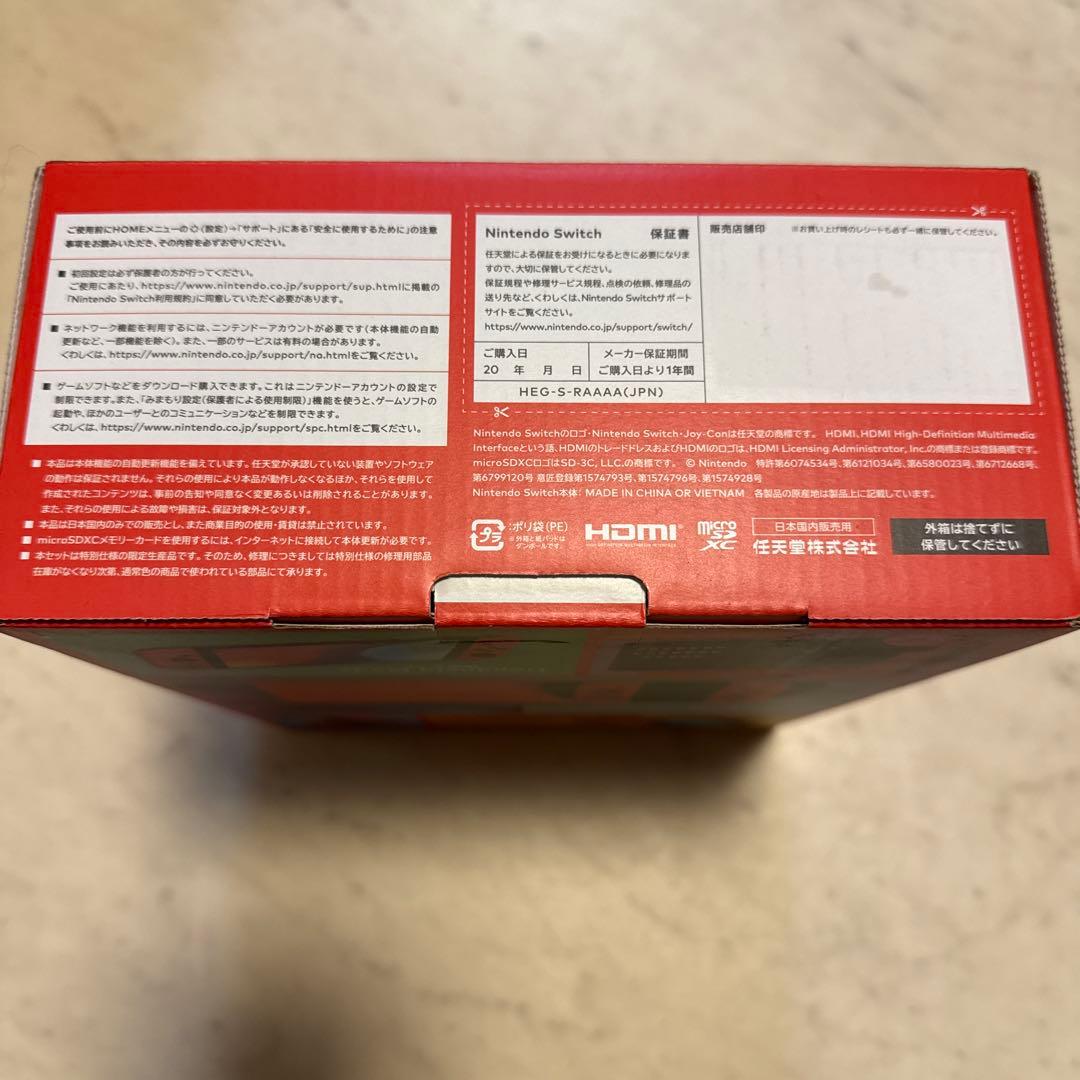 ご使用前にHOMEメニューの(設定)→「サポート」にある「安全に使用するために」の注意
事項をお読みいただき、その内容を必ずお守りください。
■ 初回設定は必ず保護者の方が行ってください。
ご使用にあたり、https://www.nintendo.co.jp/support/sup.htmlに掲載の
「Nintendo Switch利用規約」に同意していただく必要があります。
■ ネットワーク機能を利用するには、ニンテンドーアカウントが必要です(本体機能の自動
更新など、一部機能を除く)。また、一部のサービスは有料の場合があります。
くわしくは、https://www.nintendo.co.jp/support/na.htmlをご覧ください。
■ ゲームソフトなどをダウンロード購入できます。これはニンテンドーアカウントの設定で
制限できます。また、「みまもり設定(保護者による使用制限)」機能を使うと、ゲームソフトの
起動や、ほかのユーザーとのコミュニケーションなどを制限できます。
くわしくは、https://www.nintendo.co.jp/support/spc.htmlをご覧ください。
■ 本品は本体機能の自動更新機能を備えています。任天堂が承認していない装置やソフトウェア
の動作は保証されません。それらの使用により本品が動作しなくなるほか、それらを使用して
作成されたコンテンツは、事前の告知や同意なく変更あるいは削除されることがあります。
また、それらの使用による故障や損害は、保証対象外となります。
■ 本品は日本国内のみでの販売とし、また商業目的の使用・賃貸は禁止されています。
■ microSDXCメモリーカードを使用するには、インターネットに接続して本体更新が必要です。
■ 本セットは特別仕様の限定生産品です。そのため、修理につきましては特別仕様の修理用部品
在庫がなくなり次第、通常色の商品で使われている部品にて承ります。
Nintendo Switch 保証書
任天堂による保証をお受けになるときに必要になりま
すので、大切に保管してください。
保証規程や修理サービス規程、点検の依頼、修理品の
送り先など、くわしくは、Nintendo Switchサポート
サイトをご覧ください。
https://www.nintendo.co.jp/support/switch/
ご購入日 メーカー保証期間
20 年 月 日 ご購入日より1年間
HEG-S-RAAAA(JPN)
販売店舗印 ※お買い上げ時のレシートも必ず一緒に保管してください。
Nintendo Switchのロゴ・Nintendo Switch・Joy-Conは任天堂の商標です。 HDMI、HDMI High-Definition Multimedia
Interfaceという語、HDMIのトレードドレスおよびHDMIのロゴは、HDMI Licensing Administrator, Inc.の商標または登録商標です。
microSDXCロゴはSD-3C, LLC.の商標です。 © Nintendo 特許第6074534号、第6121034号、第6580023号、第6712668号、
第6799120号 意匠登録第1574793号、第1574796号、第1574928号
Nintendo Switch本体： MADE IN CHINA OR VIETNAM 各製品の原産地は製品上に記載しています。
プラ :ポリ袋(PE)
※外箱と紙パッドは
ダンボールです。
HDMI
HIGH-DEFINITION MULTIMEDIA INTERFACE
micro SD XC
日本国内販売用
任天堂株式会社
外箱は捨てずに
保管してください